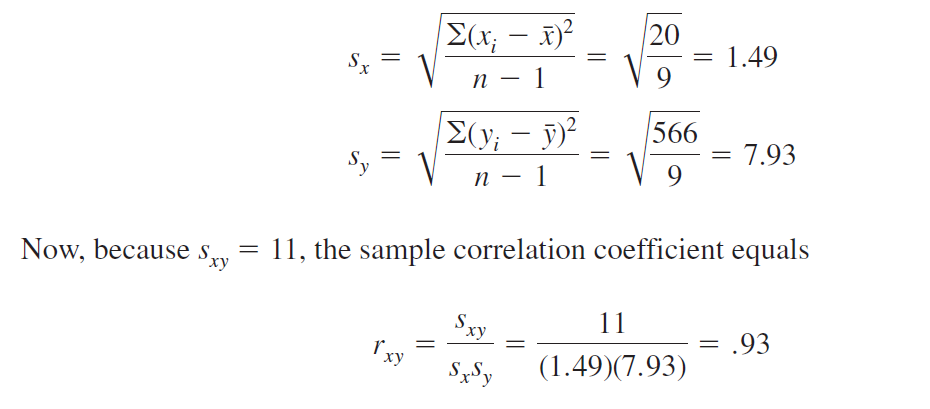 s_x = √(Σ(x_i − x̄)² / (n − 1)) = √(20 / 9) = 1.49
s_y = √(Σ(y_i − ȳ)² / (n − 1)) = √(566 / 9) = 7.93
Now, because s_xy = 11, the sample correlation coefficient equals
r_xy = s_xy / (s_x s_y) = 11 / ((1.49)(7.93)) = .93